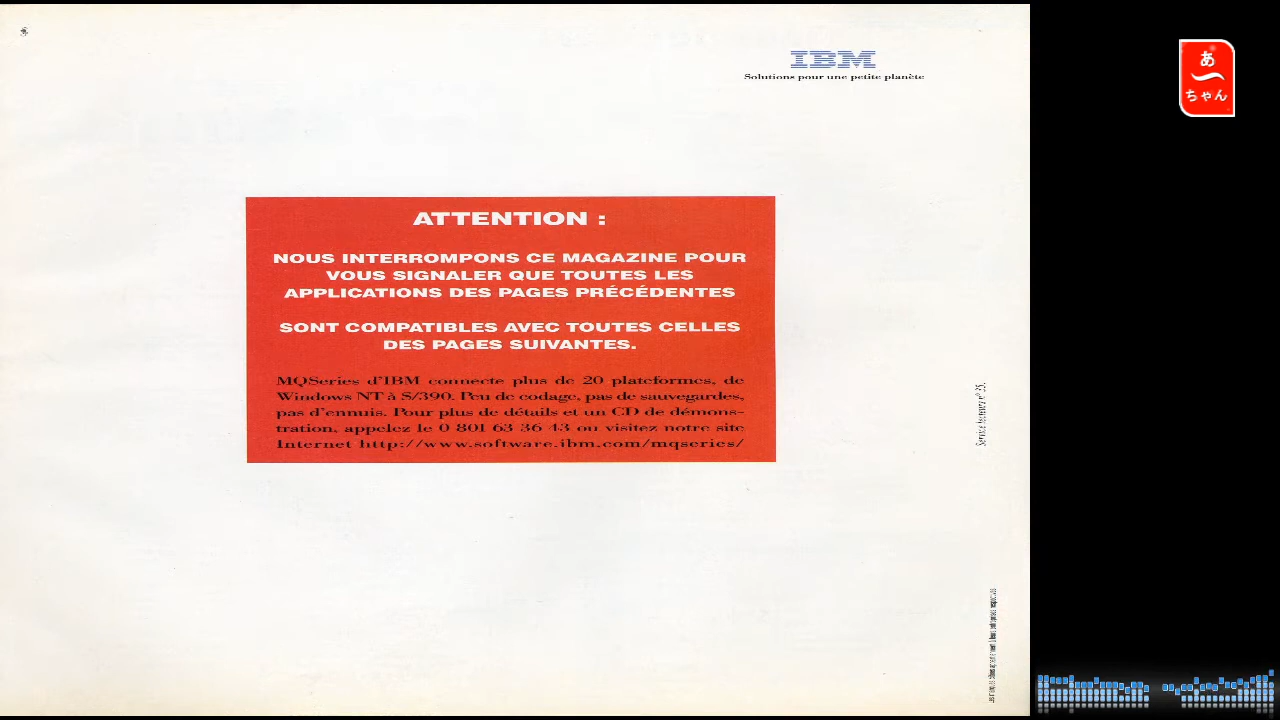 IBM
Solutions pour une petite planète
あ
ちゃん
ATTENTION :
NOUS INTERROMPONS CE MAGAZINE POUR
VOUS SIGNALER QUE TOUTES LES
APPLICATIONS DES PAGES PRÉCÉDENTES
SONT COMPATIBLES AVEC TOUTES CELLES
DES PAGES SUIVANTES.
MQSeries d'IBM connecte plus de 20 plateformes, de
Windows NT à S/390. Peu de codage, pas de sauvegardes,
pas d'ennuis. Pour plus de détails et un CD de démons-
tration, appelez le 0 801 63 36 43 ou visitez notre site
Internet http://www.software.ibm.com/mqseries/